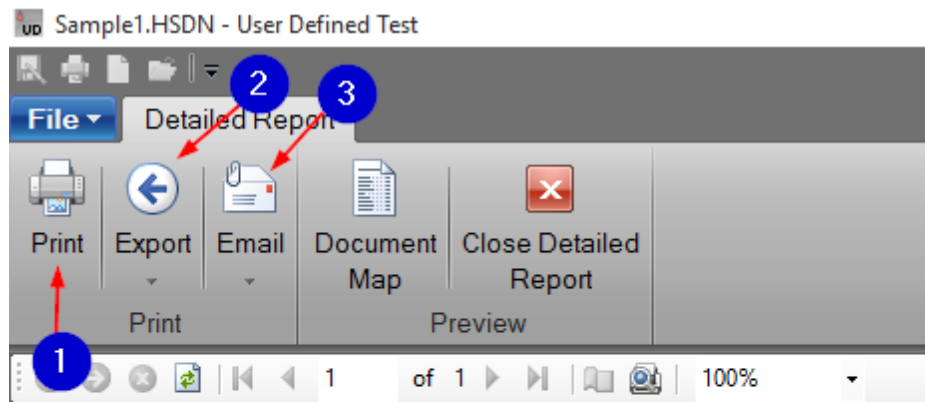 UD Sample1.HSDN - User Defined Test
2
3
File Detailed Report
Print Export Email Document Map Close Detailed Report
Print Preview
1
1 of 1 100%